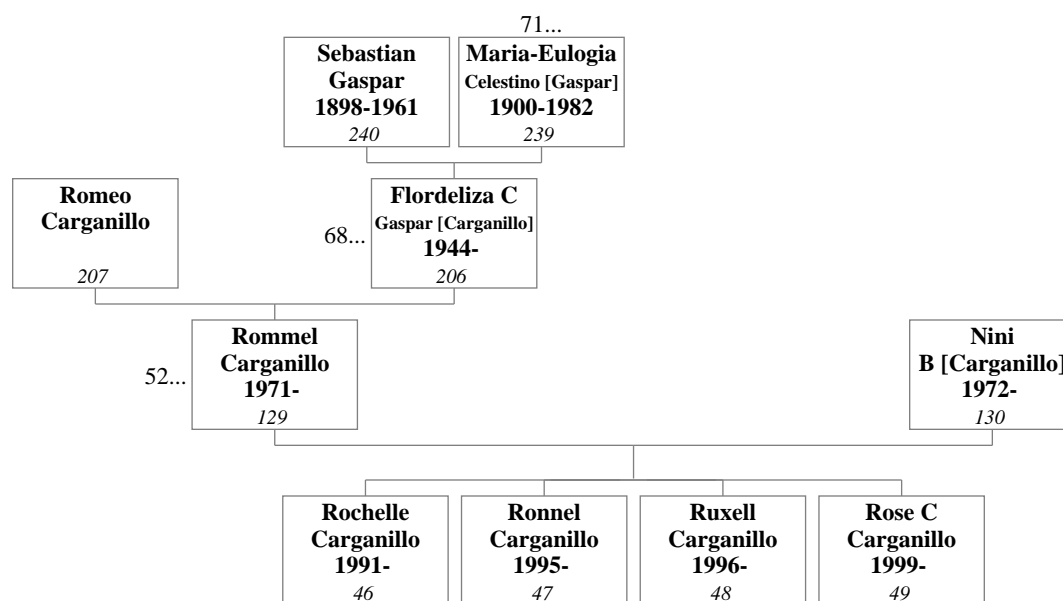 71...
Sebastian
Gaspar
1898-1961
240
Maria-Eulogia
Celestino [Gaspar]
1900-1982
239
Romeo
Carganillo
207
68...
Flordeliza C
Gaspar [Carganillo]
1944-
206
52...
Rommel
Carganillo
1971-
129
Nini
B [Carganillo]
1972-
130
Rochelle
Carganillo
1991-
46
Ronnel
Carganillo
1995-
47
Ruxell
Carganillo
1996-
48
Rose C
Carganillo
1999-
49